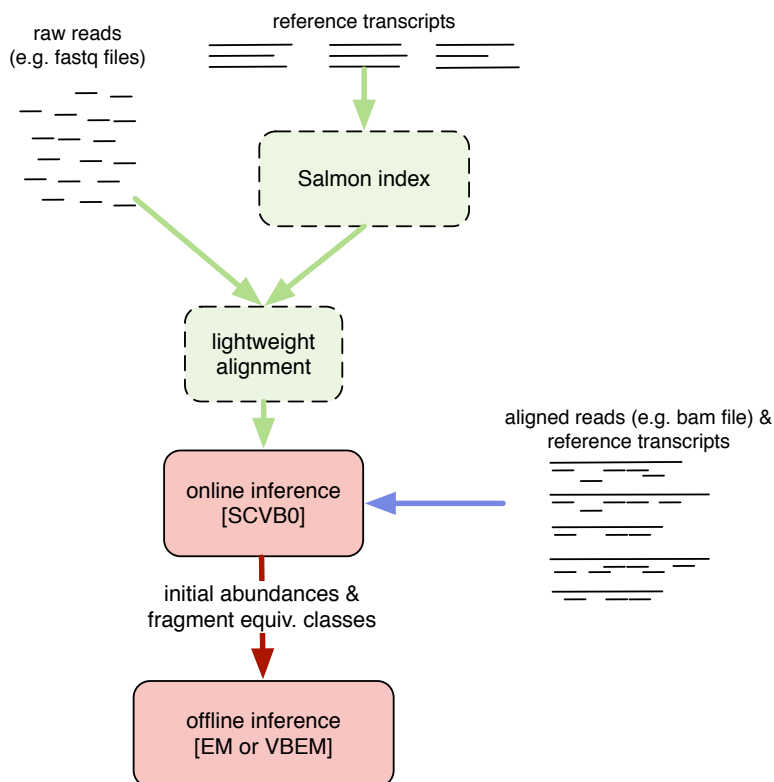 reference transcripts
raw reads
(e.g. fastq files)
Salmon index
lightweight
alignment
aligned reads (e.g. bam file) &
reference transcripts
online inference
[SCVB0]
initial abundances &
fragment equiv. classes
offline inference
[EM or VBEM]